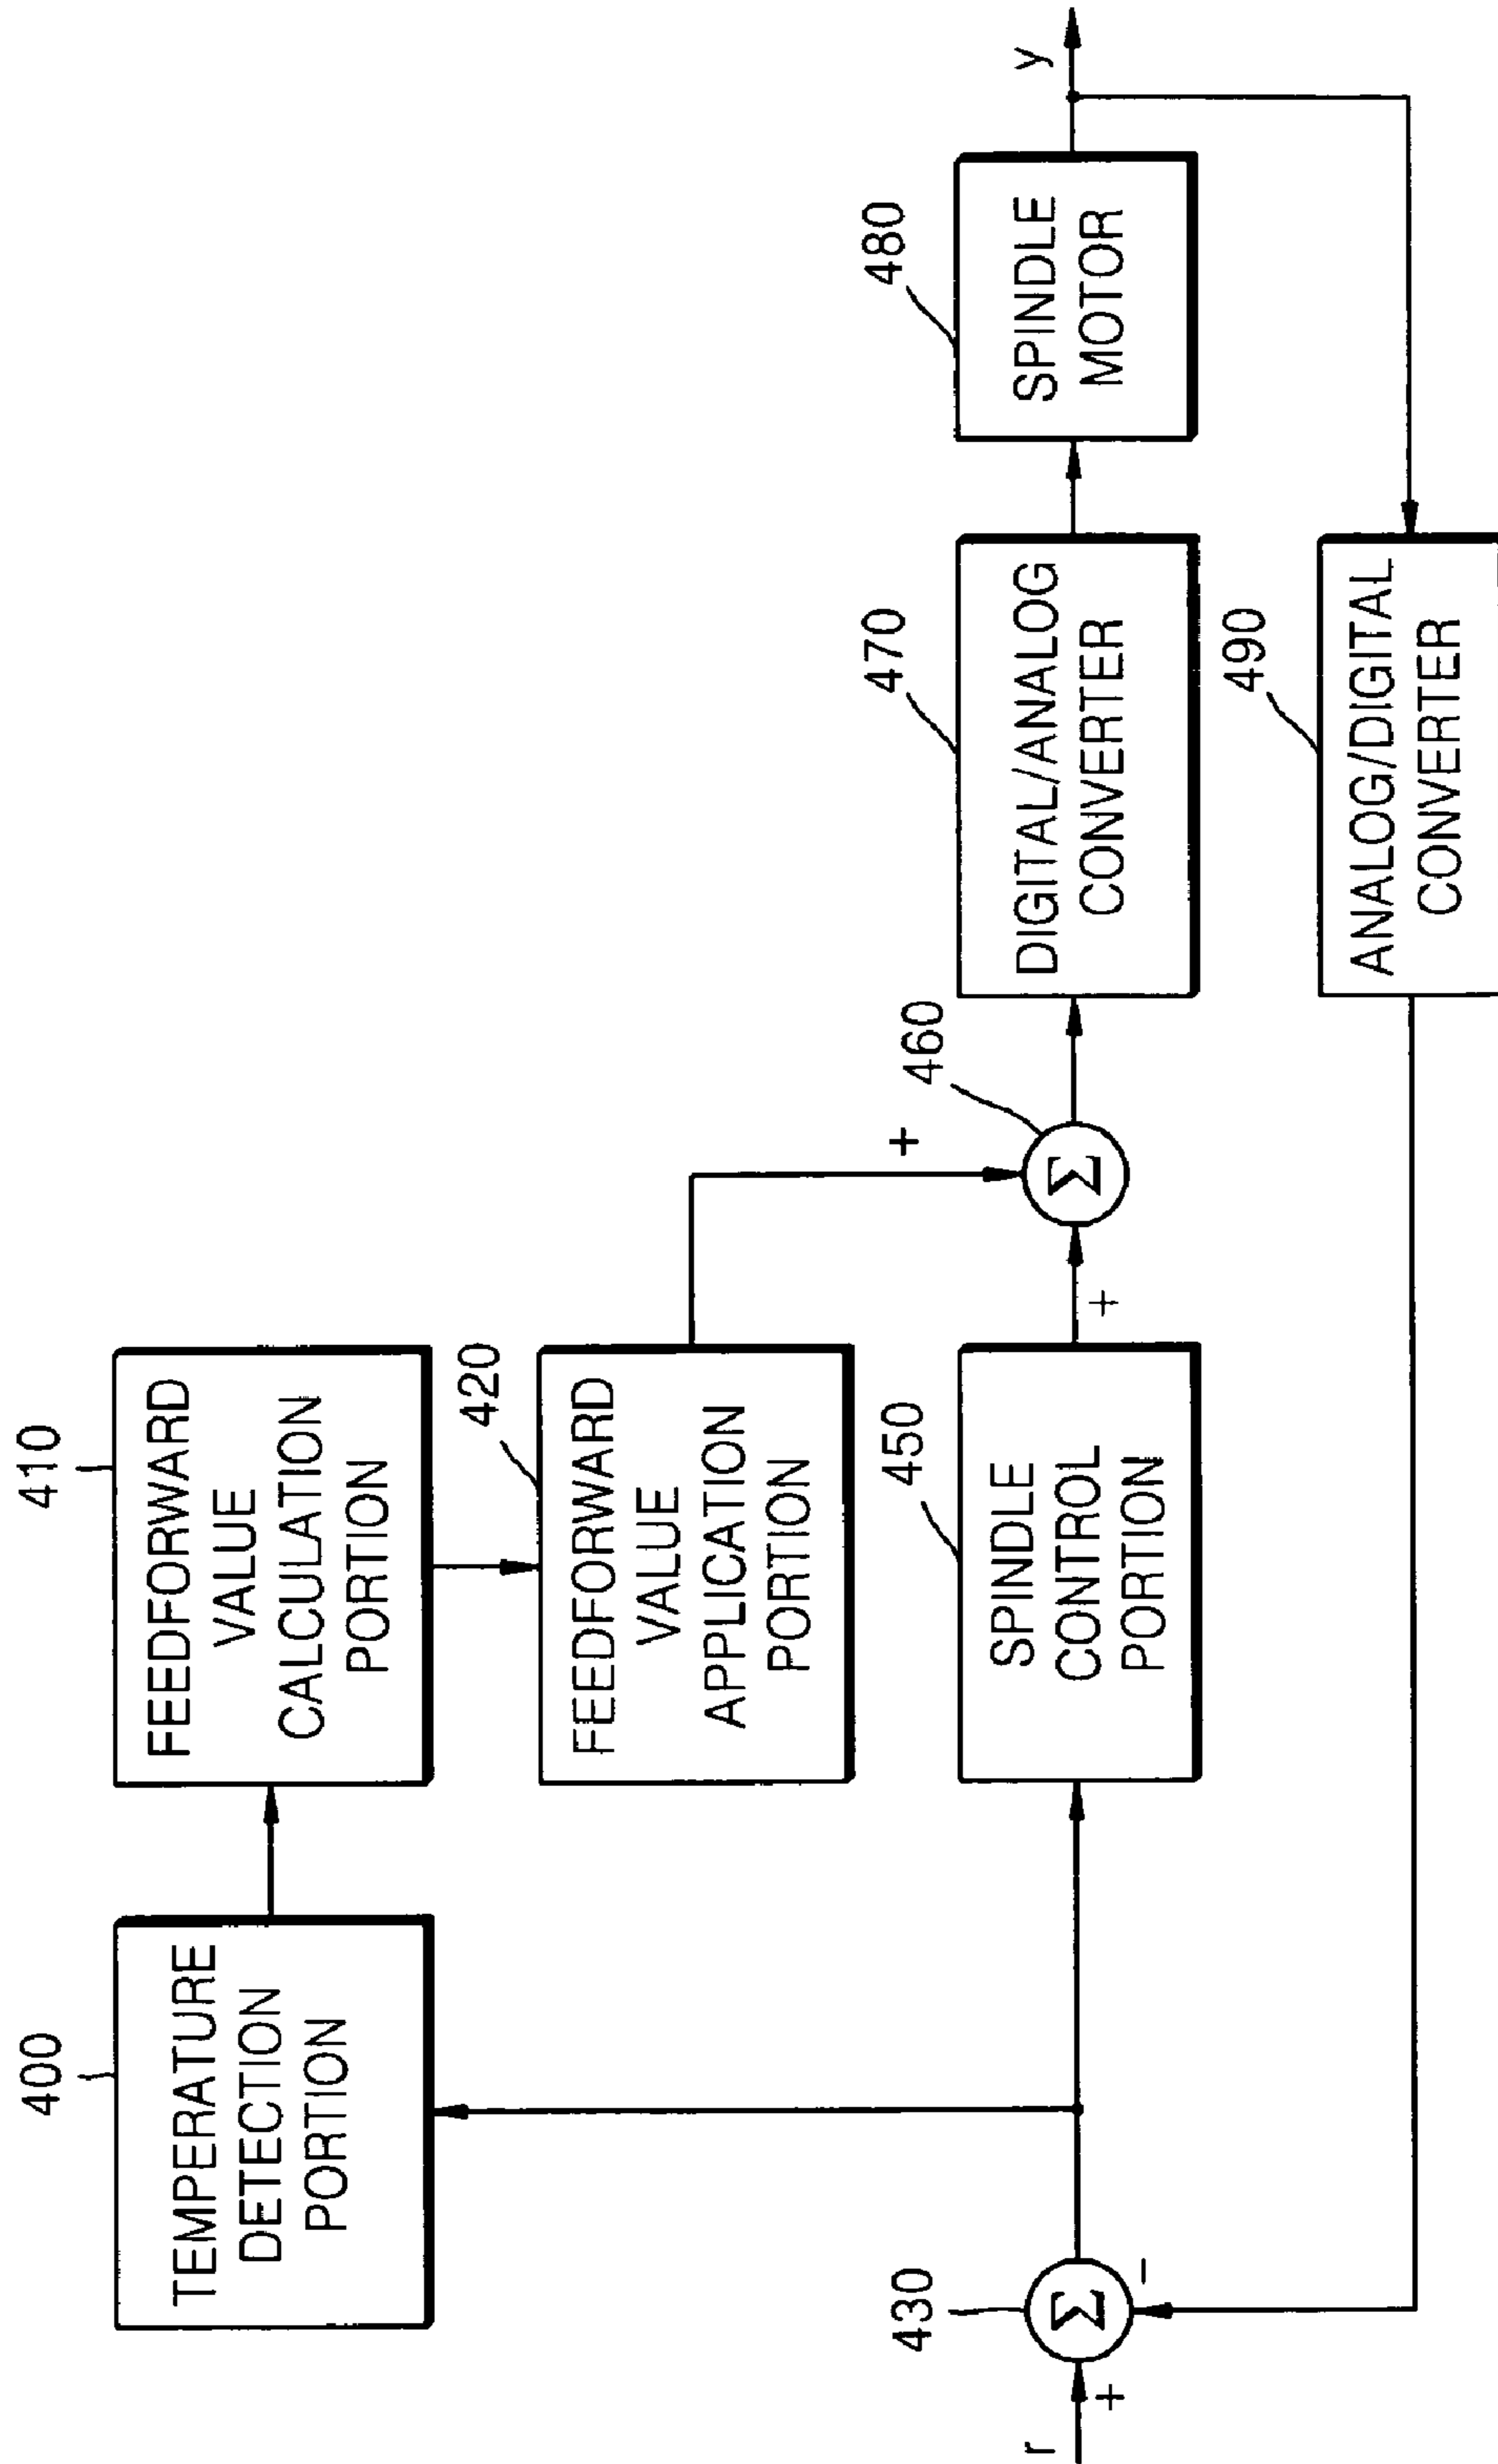 400
TEMPERATURE
DETECTION
PORTION
410
FEEDFORWARD
VALUE
CALCULATION
PORTION
420
FEEDFORWARD
VALUE
APPLICATION
PORTION
r
+
430
Σ
-
450
SPINDLE
CONTROL
PORTION
+
+
460
Σ
470
DIGITAL/ANALOG
CONVERTER
480
SPINDLE
MOTOR
y
490
ANALOG/DIGITAL
CONVERTER